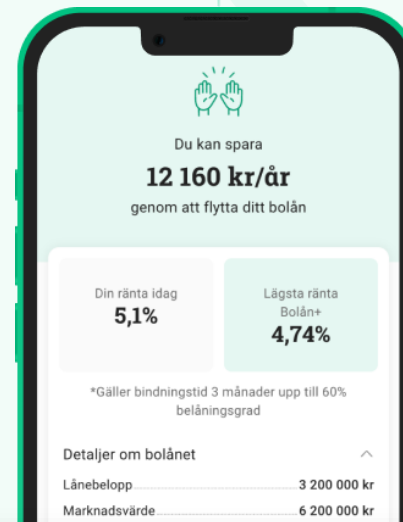 Du kan spara
12 160 kr/år
genom att flytta ditt bolån
Din ränta idag
5,1%
Lägsta ränta
Bolån+
4,74%
*Gäller bindningstid 3 månader upp till 60%
belåningsgrad
Detaljer om bolånet
Lånebelopp 3 200 000 kr
Marknadsvärde 6 200 000 kr